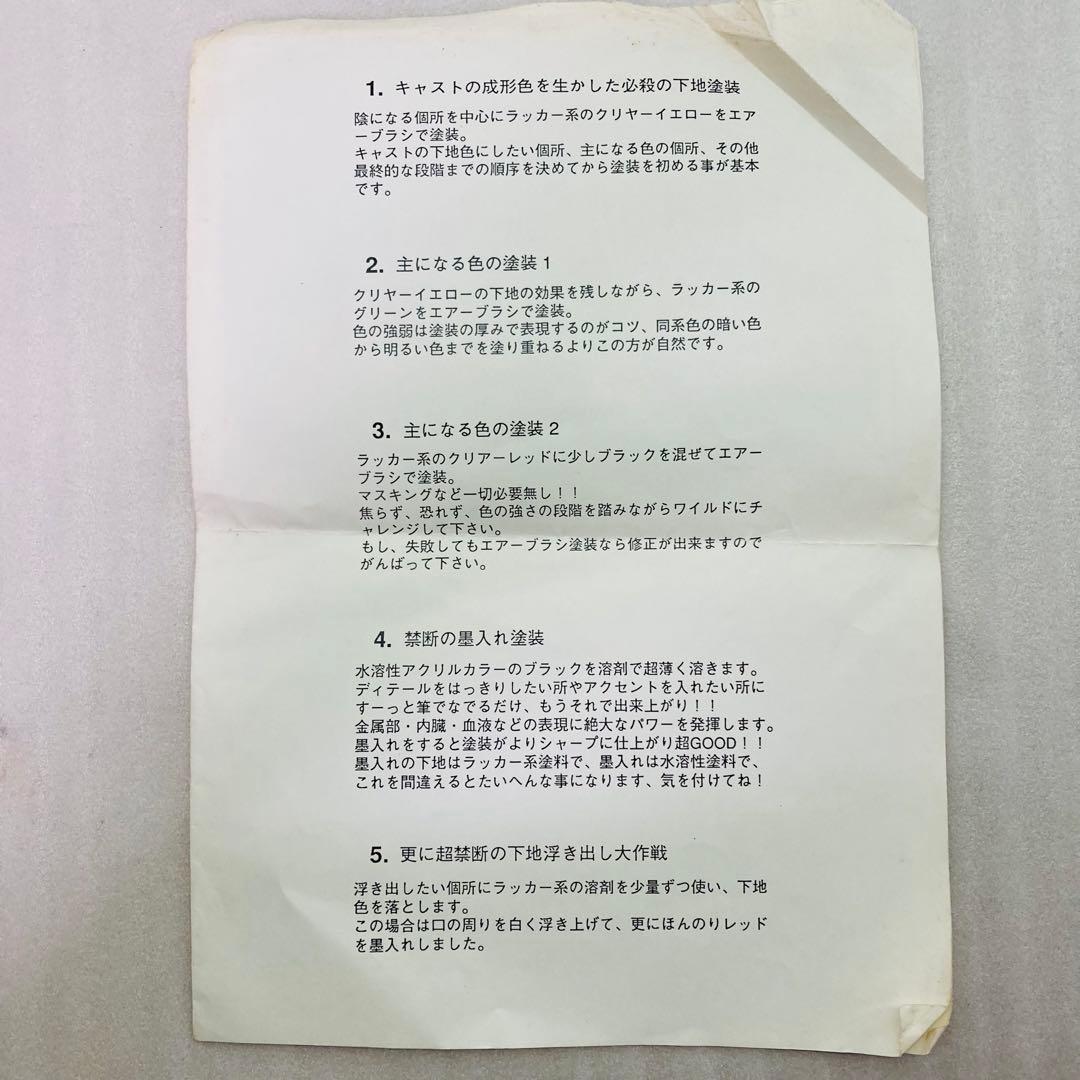 1. キャストの成形色を生かした必殺の下地塗装
陰になる個所を中心にラッカー系のクリヤーイエローをエア
ーブラシで塗装。
キャストの下地色にしたい個所、主になる色の個所、その他
最終的な段階までの順序を決めてから塗装を初める事が基本
です。
2. 主になる色の塗装1
クリヤーイエローの下地の効果を残しながら、ラッカー系の
グリーンをエアーブラシで塗装。
色の強弱は塗装の厚みで表現するのがコツ、同系色の暗い色
から明るい色までを塗り重ねるよりこの方が自然です。
3. 主になる色の塗装2
ラッカー系のクリアーレッドに少しブラックを混ぜてエアー
ブラシで塗装。
マスキングなど一切必要無し！！
焦らず、恐れず、色の強さの段階を踏みながらワイルドにチ
ャレンジして下さい。
もし、失敗してもエアーブラシ塗装なら修正が出来ますので
がんばって下さい。
4. 禁断の墨入れ塗装
水溶性アクリルカラーのブラックを溶剤で超薄く溶きます。
ディテールをはっきりしたい所やアクセントを入れたい所に
すーっと筆でなでるだけ、もうそれで出来上がり！！
金属部・内臓・血液などの表現に絶大なパワーを発揮します。
墨入れをすると塗装がよりシャープに仕上がり超GOOD！！
墨入れの下地はラッカー系塗料で、墨入れは水溶性塗料で、
これを間違えるとたいへんな事になります、気を付けてね！
5. 更に超禁断の下地浮き出し大作戦
浮き出したい個所にラッカー系の溶剤を少量ずつ使い、下地
色を落とします。
この場合は口の周りを白く浮き上げて、更にほんのりレッド
を墨入れしました。